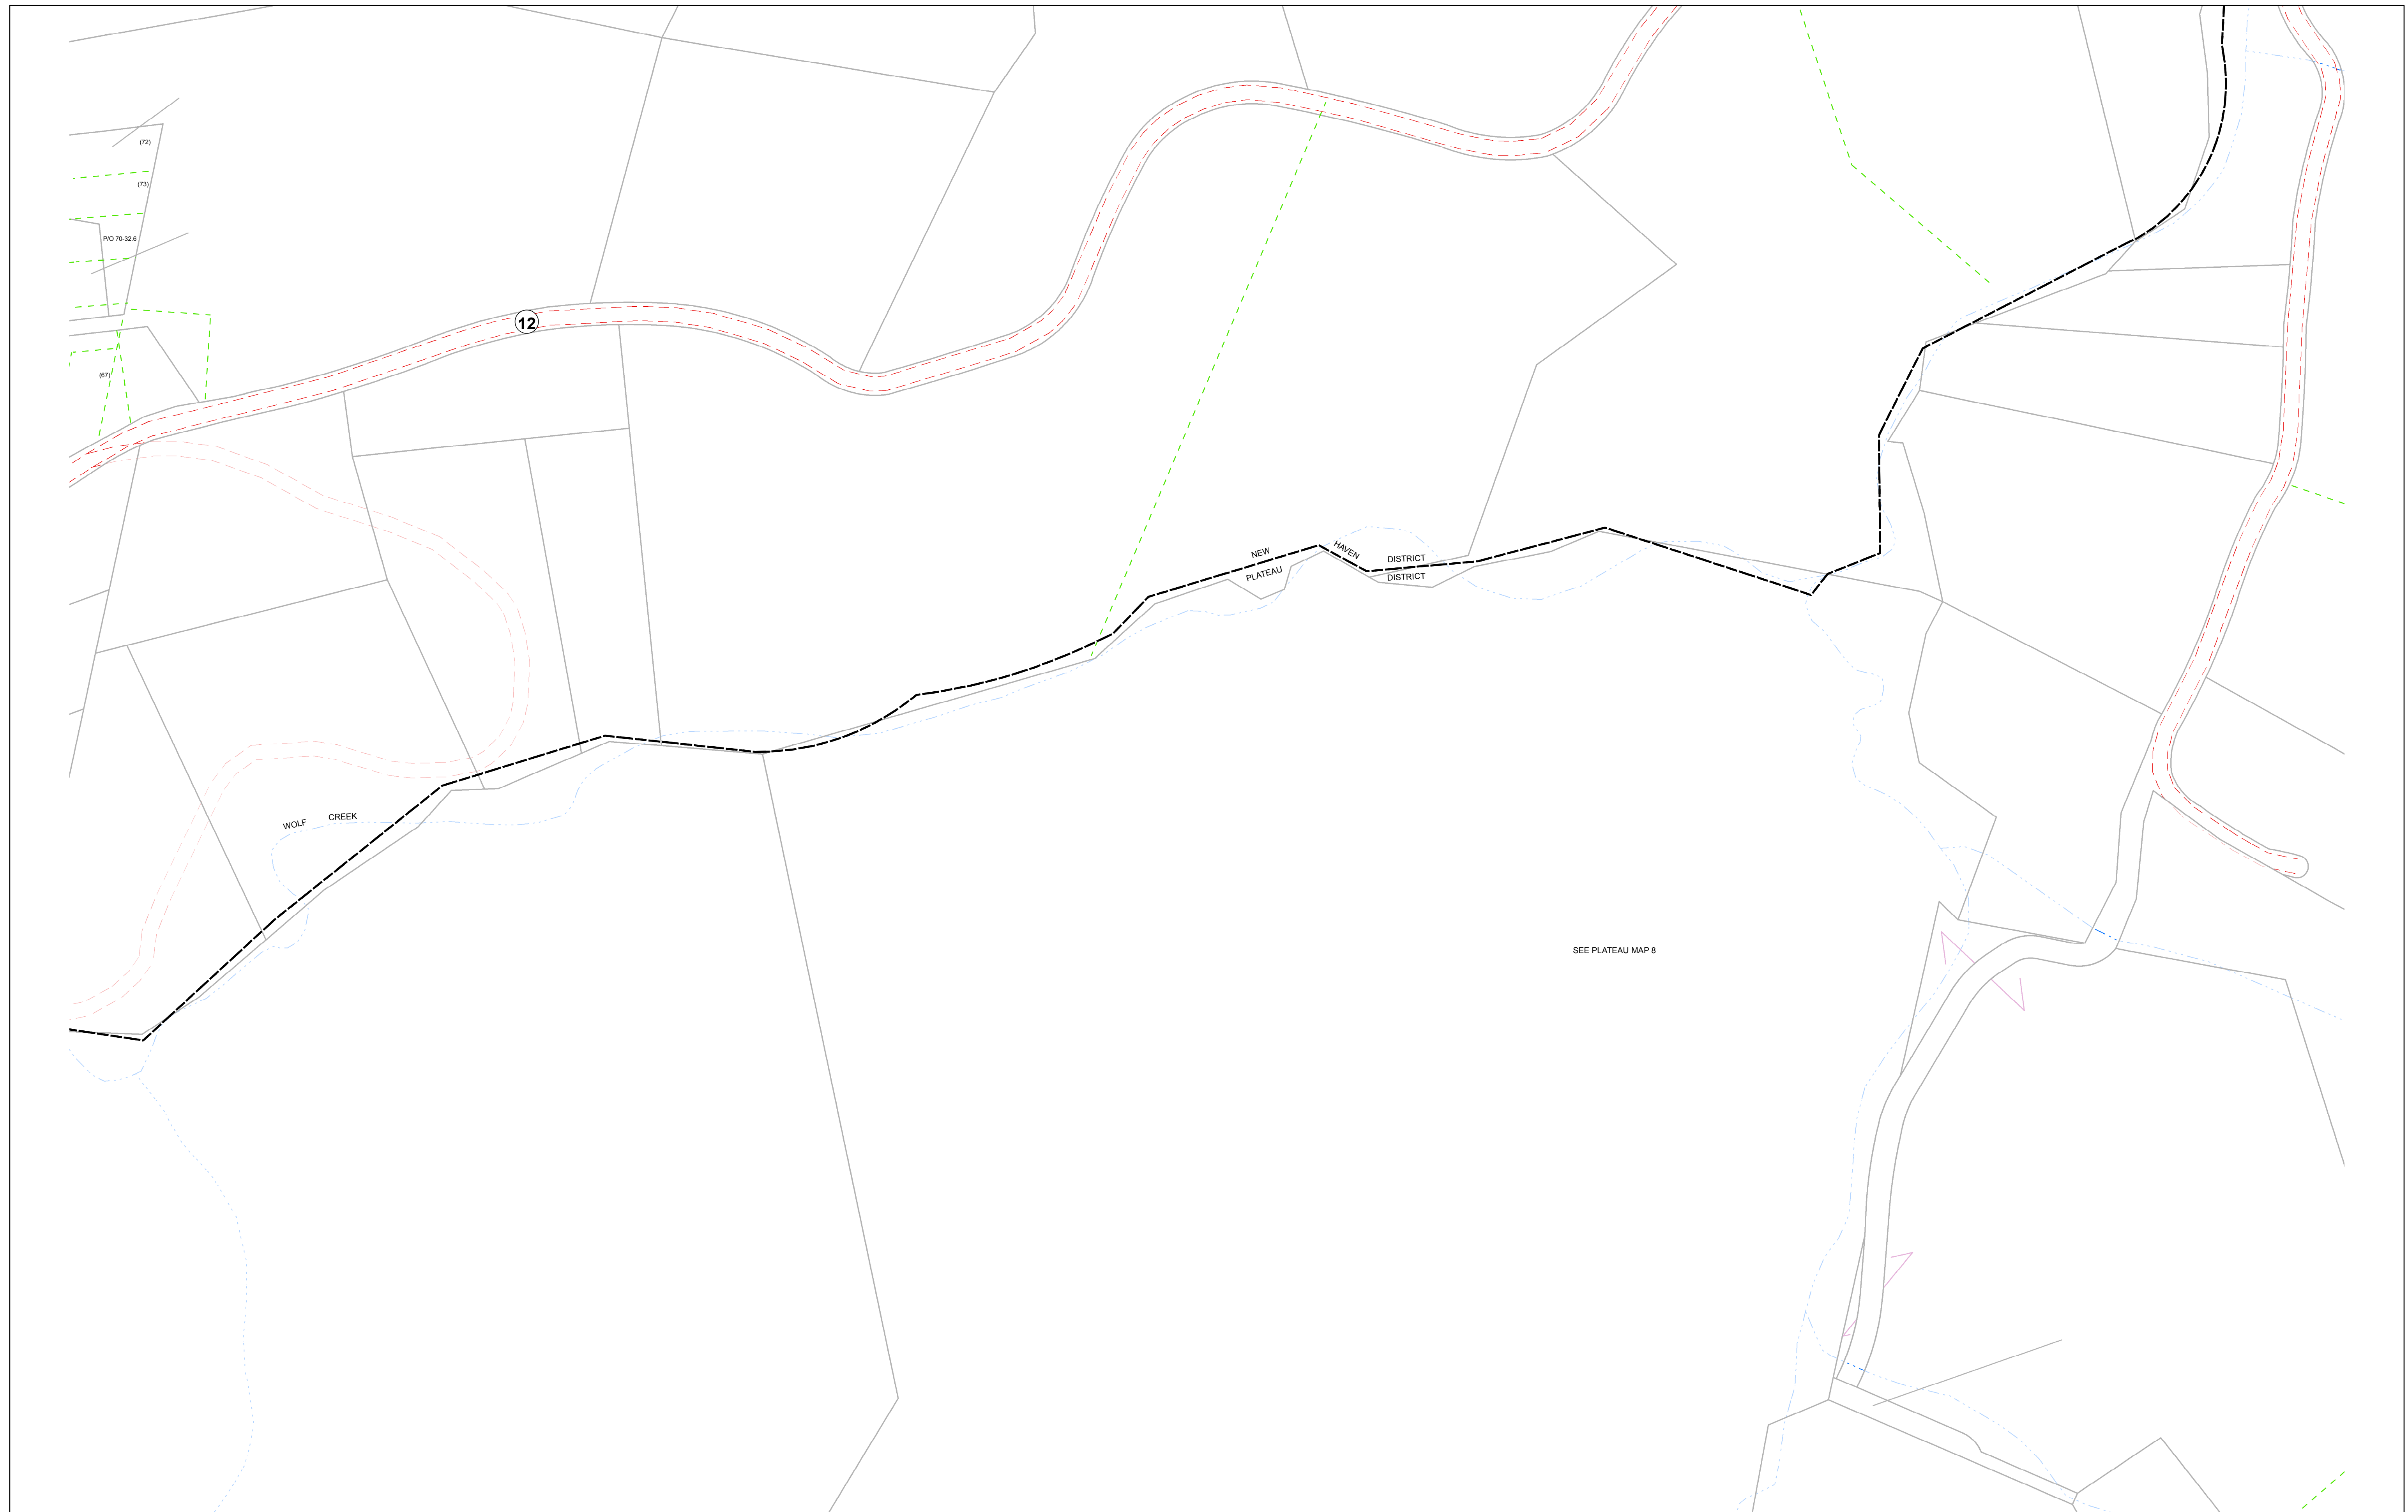 (72)
(73)
P/O 70-32.6
12
(67)
NEW HAVEN DISTRICT
PLATEAU DISTRICT
WOLF CREEK
SEE PLATEAU MAP 8